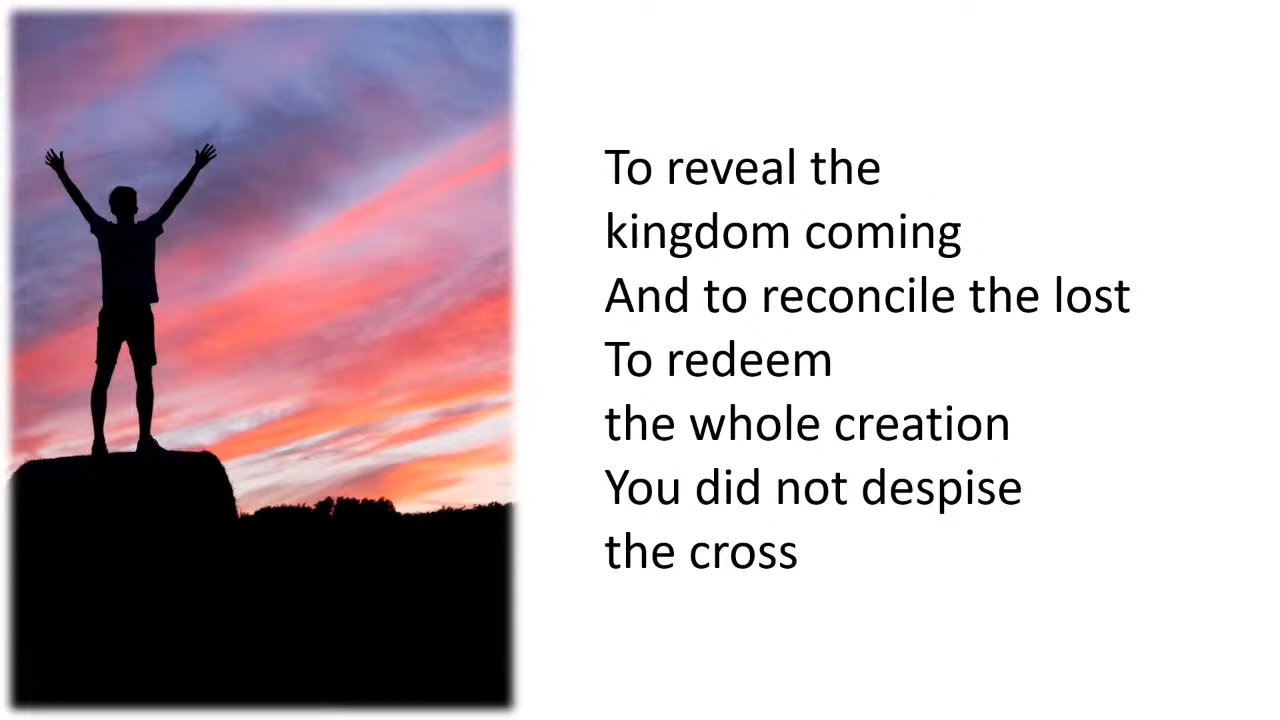 To reveal the
kingdom coming
And to reconcile the lost
To redeem
the whole creation
You did not despise
the cross